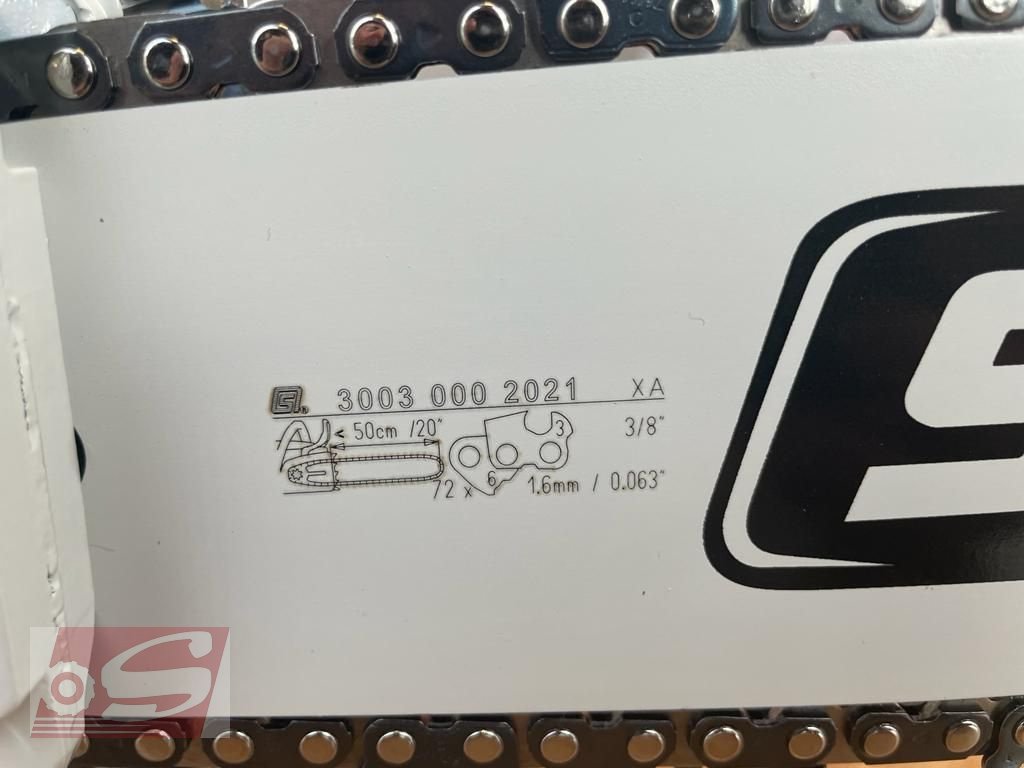 3003 000 2021 XA
< 50cm /20" 3 3/8"
72 x 6 1.6mm / 0.063"
S